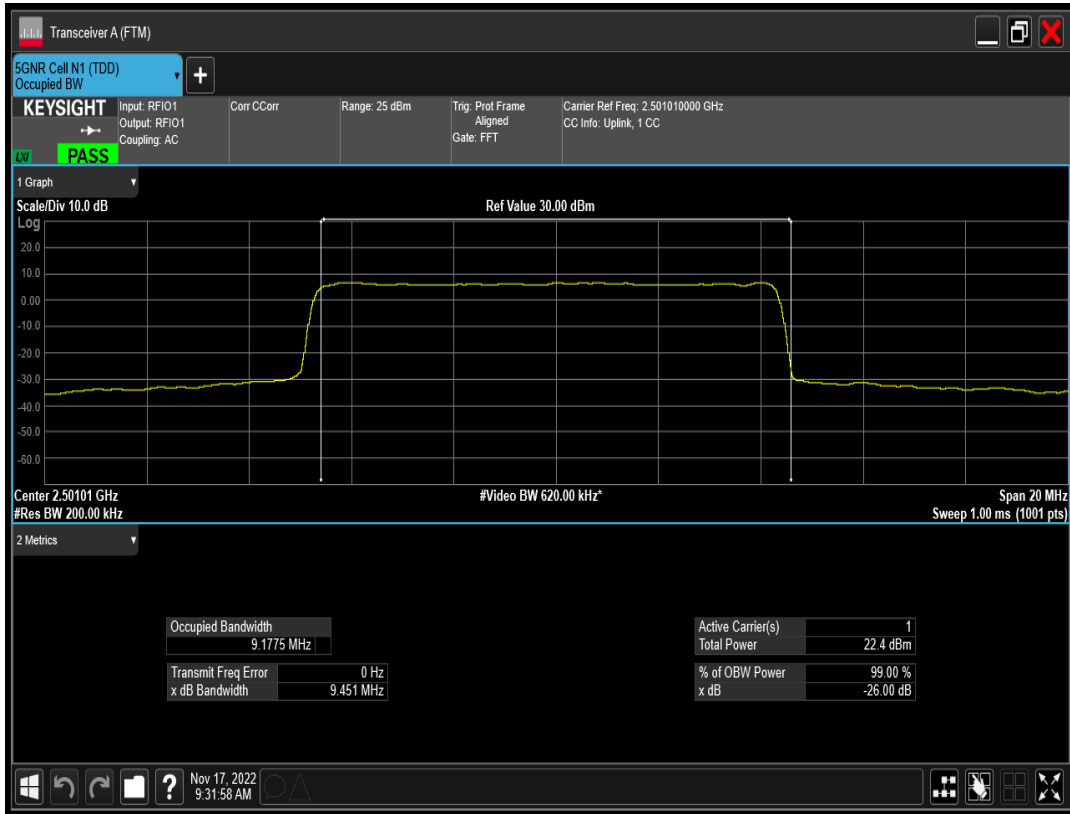 Transceiver A (FTM)
5GNR Cell N1 (TDD)
Occupied BW
KEYSIGHT
LXI
PASS
Input: RFIO1
Output: RFIO1
Coupling: AC
Corr CCorr
Range: 25 dBm
Trig: Prot Frame
Aligned
Gate: FFT
Carrier Ref Freq: 2.501010000 GHz
CC Info: Uplink, 1 CC
1 Graph
Scale/Div 10.0 dB
Ref Value 30.00 dBm
Log
20.0
10.0
0.00
-10.0
-20.0
-30.0
-40.0
-50.0
-60.0
Center 2.50101 GHz
#Video BW 620.00 kHz*
Span 20 MHz
#Res BW 200.00 kHz
Sweep 1.00 ms (1001 pts)
2 Metrics
Occupied Bandwidth
9.1775 MHz
Transmit Freq Error 0 Hz
x dB Bandwidth 9.451 MHz
Active Carrier(s) 1
Total Power 22.4 dBm
% of OBW Power 99.00 %
x dB -26.00 dB
?
Nov 17, 2022
9:31:58 AM